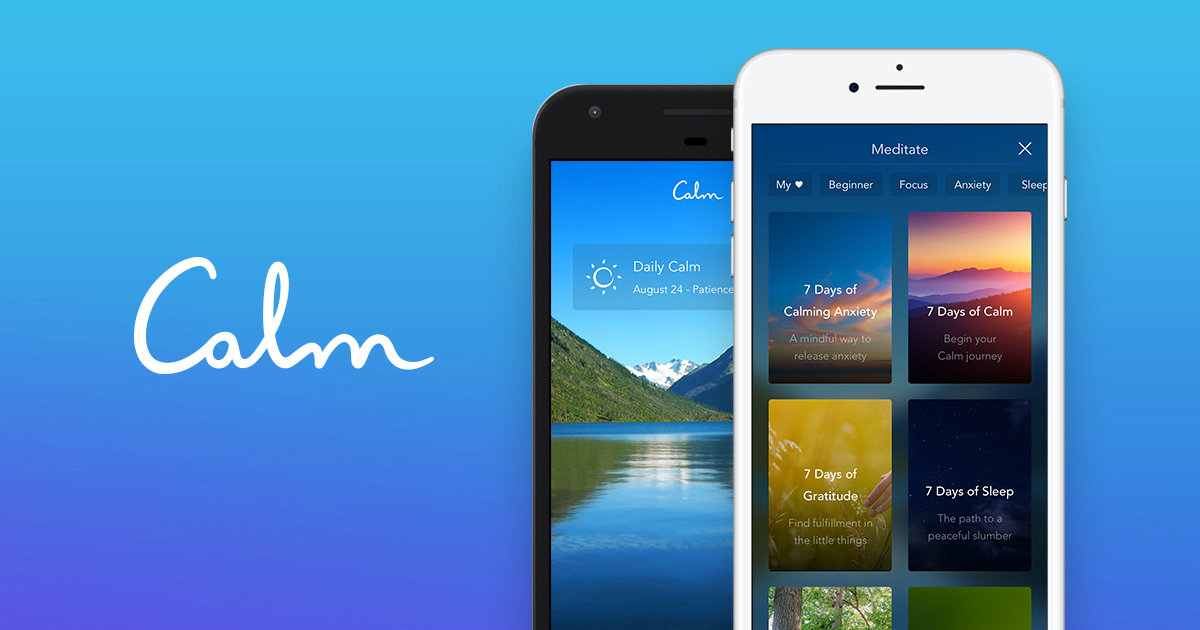 Calm
Calm
Daily Calm
August 24 - Patience
Meditate
My
Beginner
Focus
Anxiety
Sleep
7 Days of
Calming Anxiety
A mindful way to
release anxiety
7 Days of Calm
Begin your
Calm journey
7 Days of
Gratitude
Find fulfillment in
the little things
7 Days of Sleep
The path to a
peaceful slumber